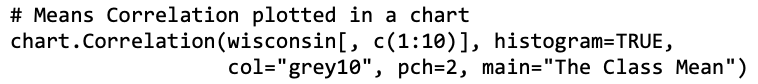 # Means Correlation plotted in a chart
chart.Correlation(wisconsin[, c(1:10)], histogram=TRUE,
col="grey10", pch=2, main="The Class Mean")